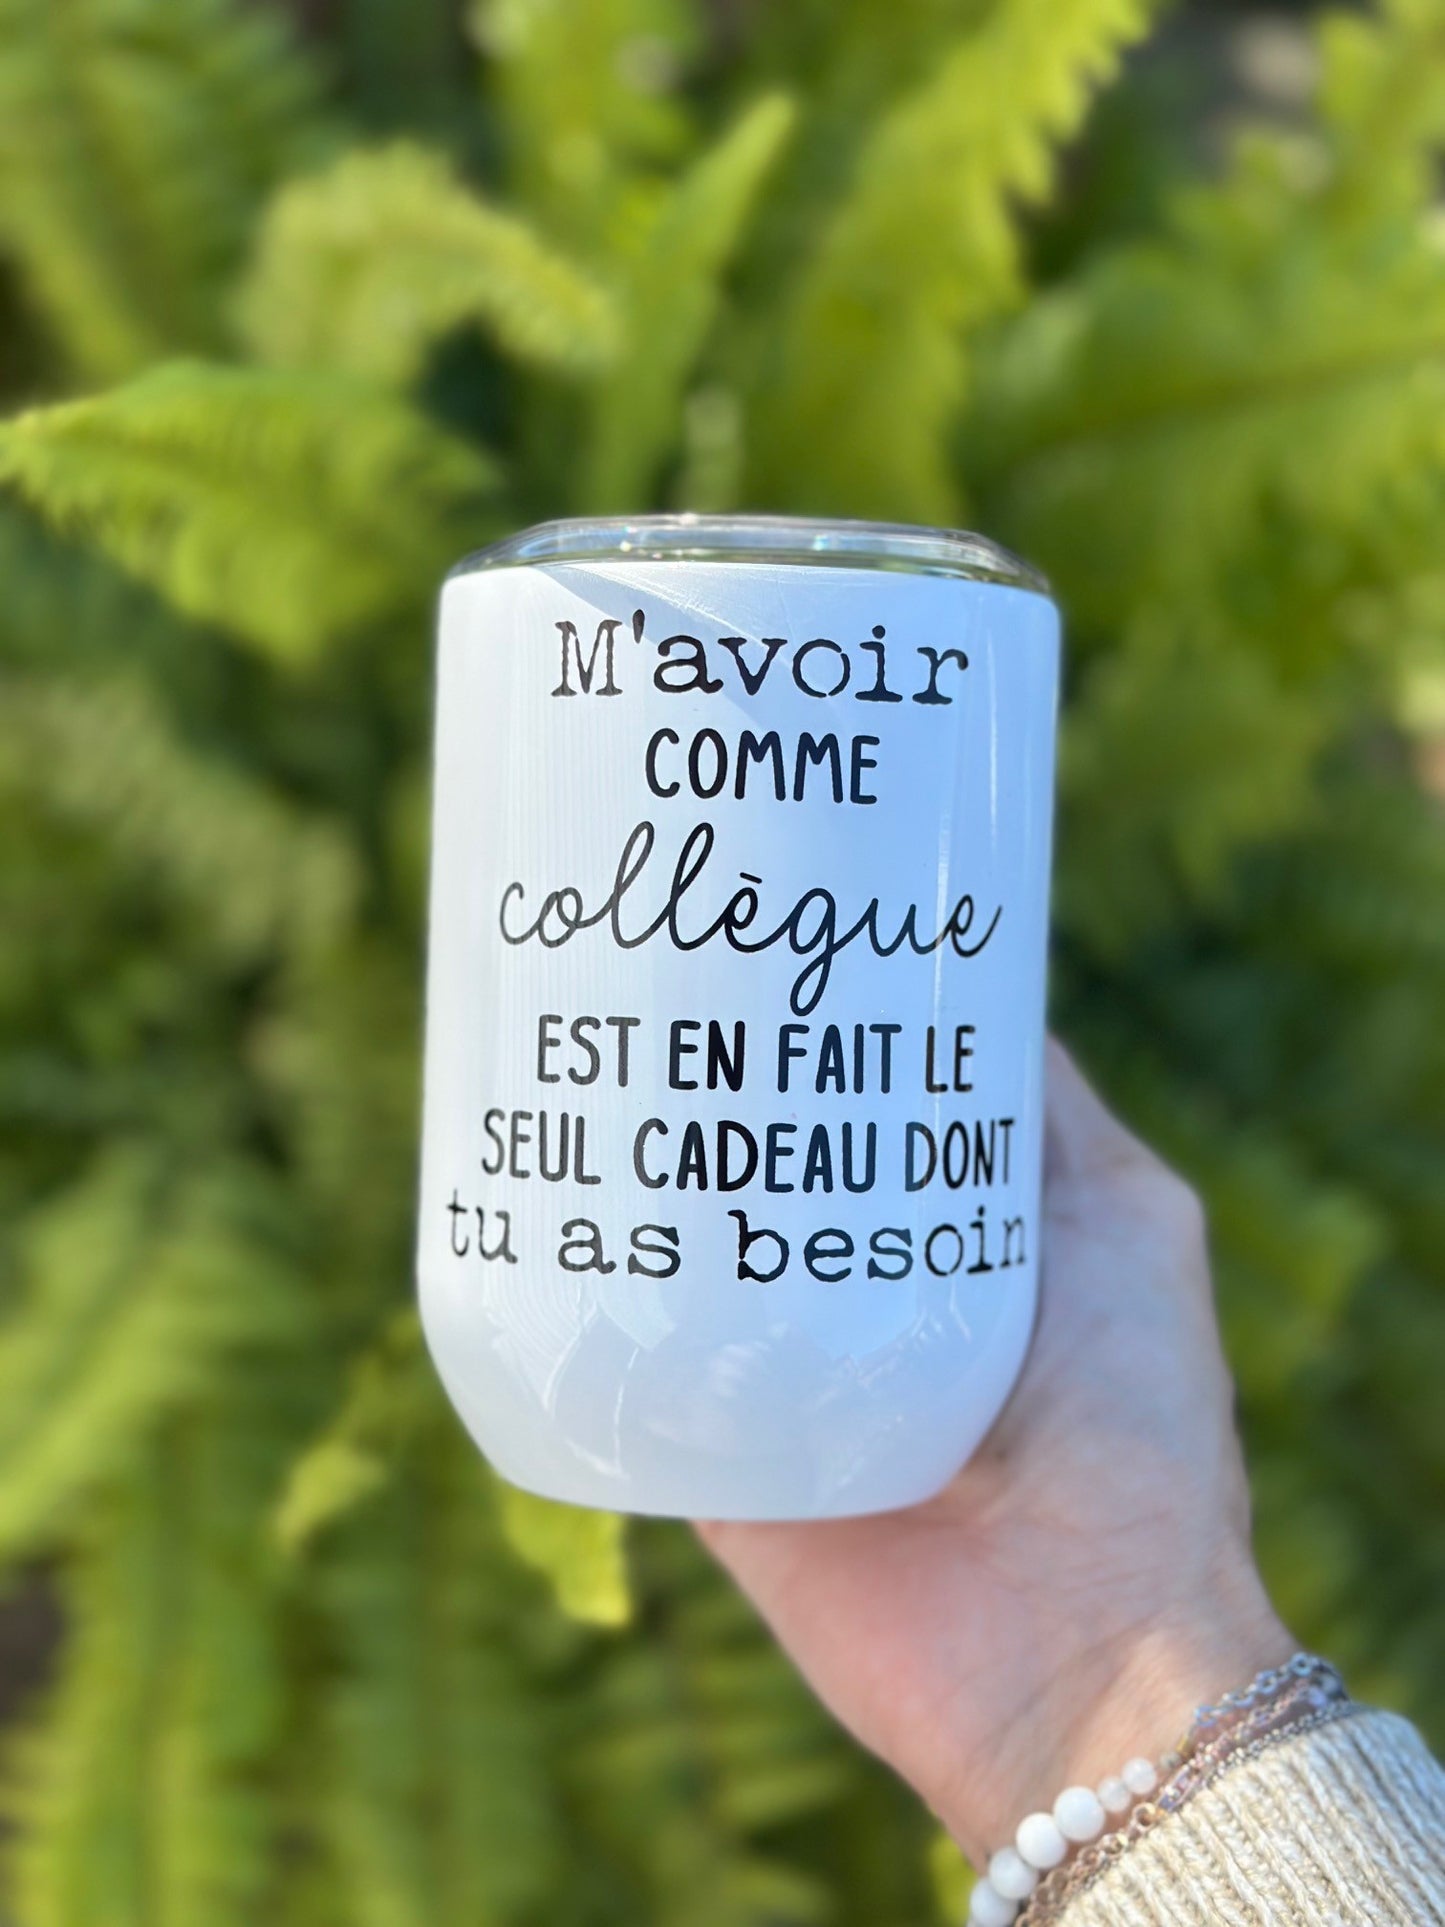 M'avoir
COMME
collègue
EST EN FAIT LE
SEUL CADEAU DONT
tu as besoin